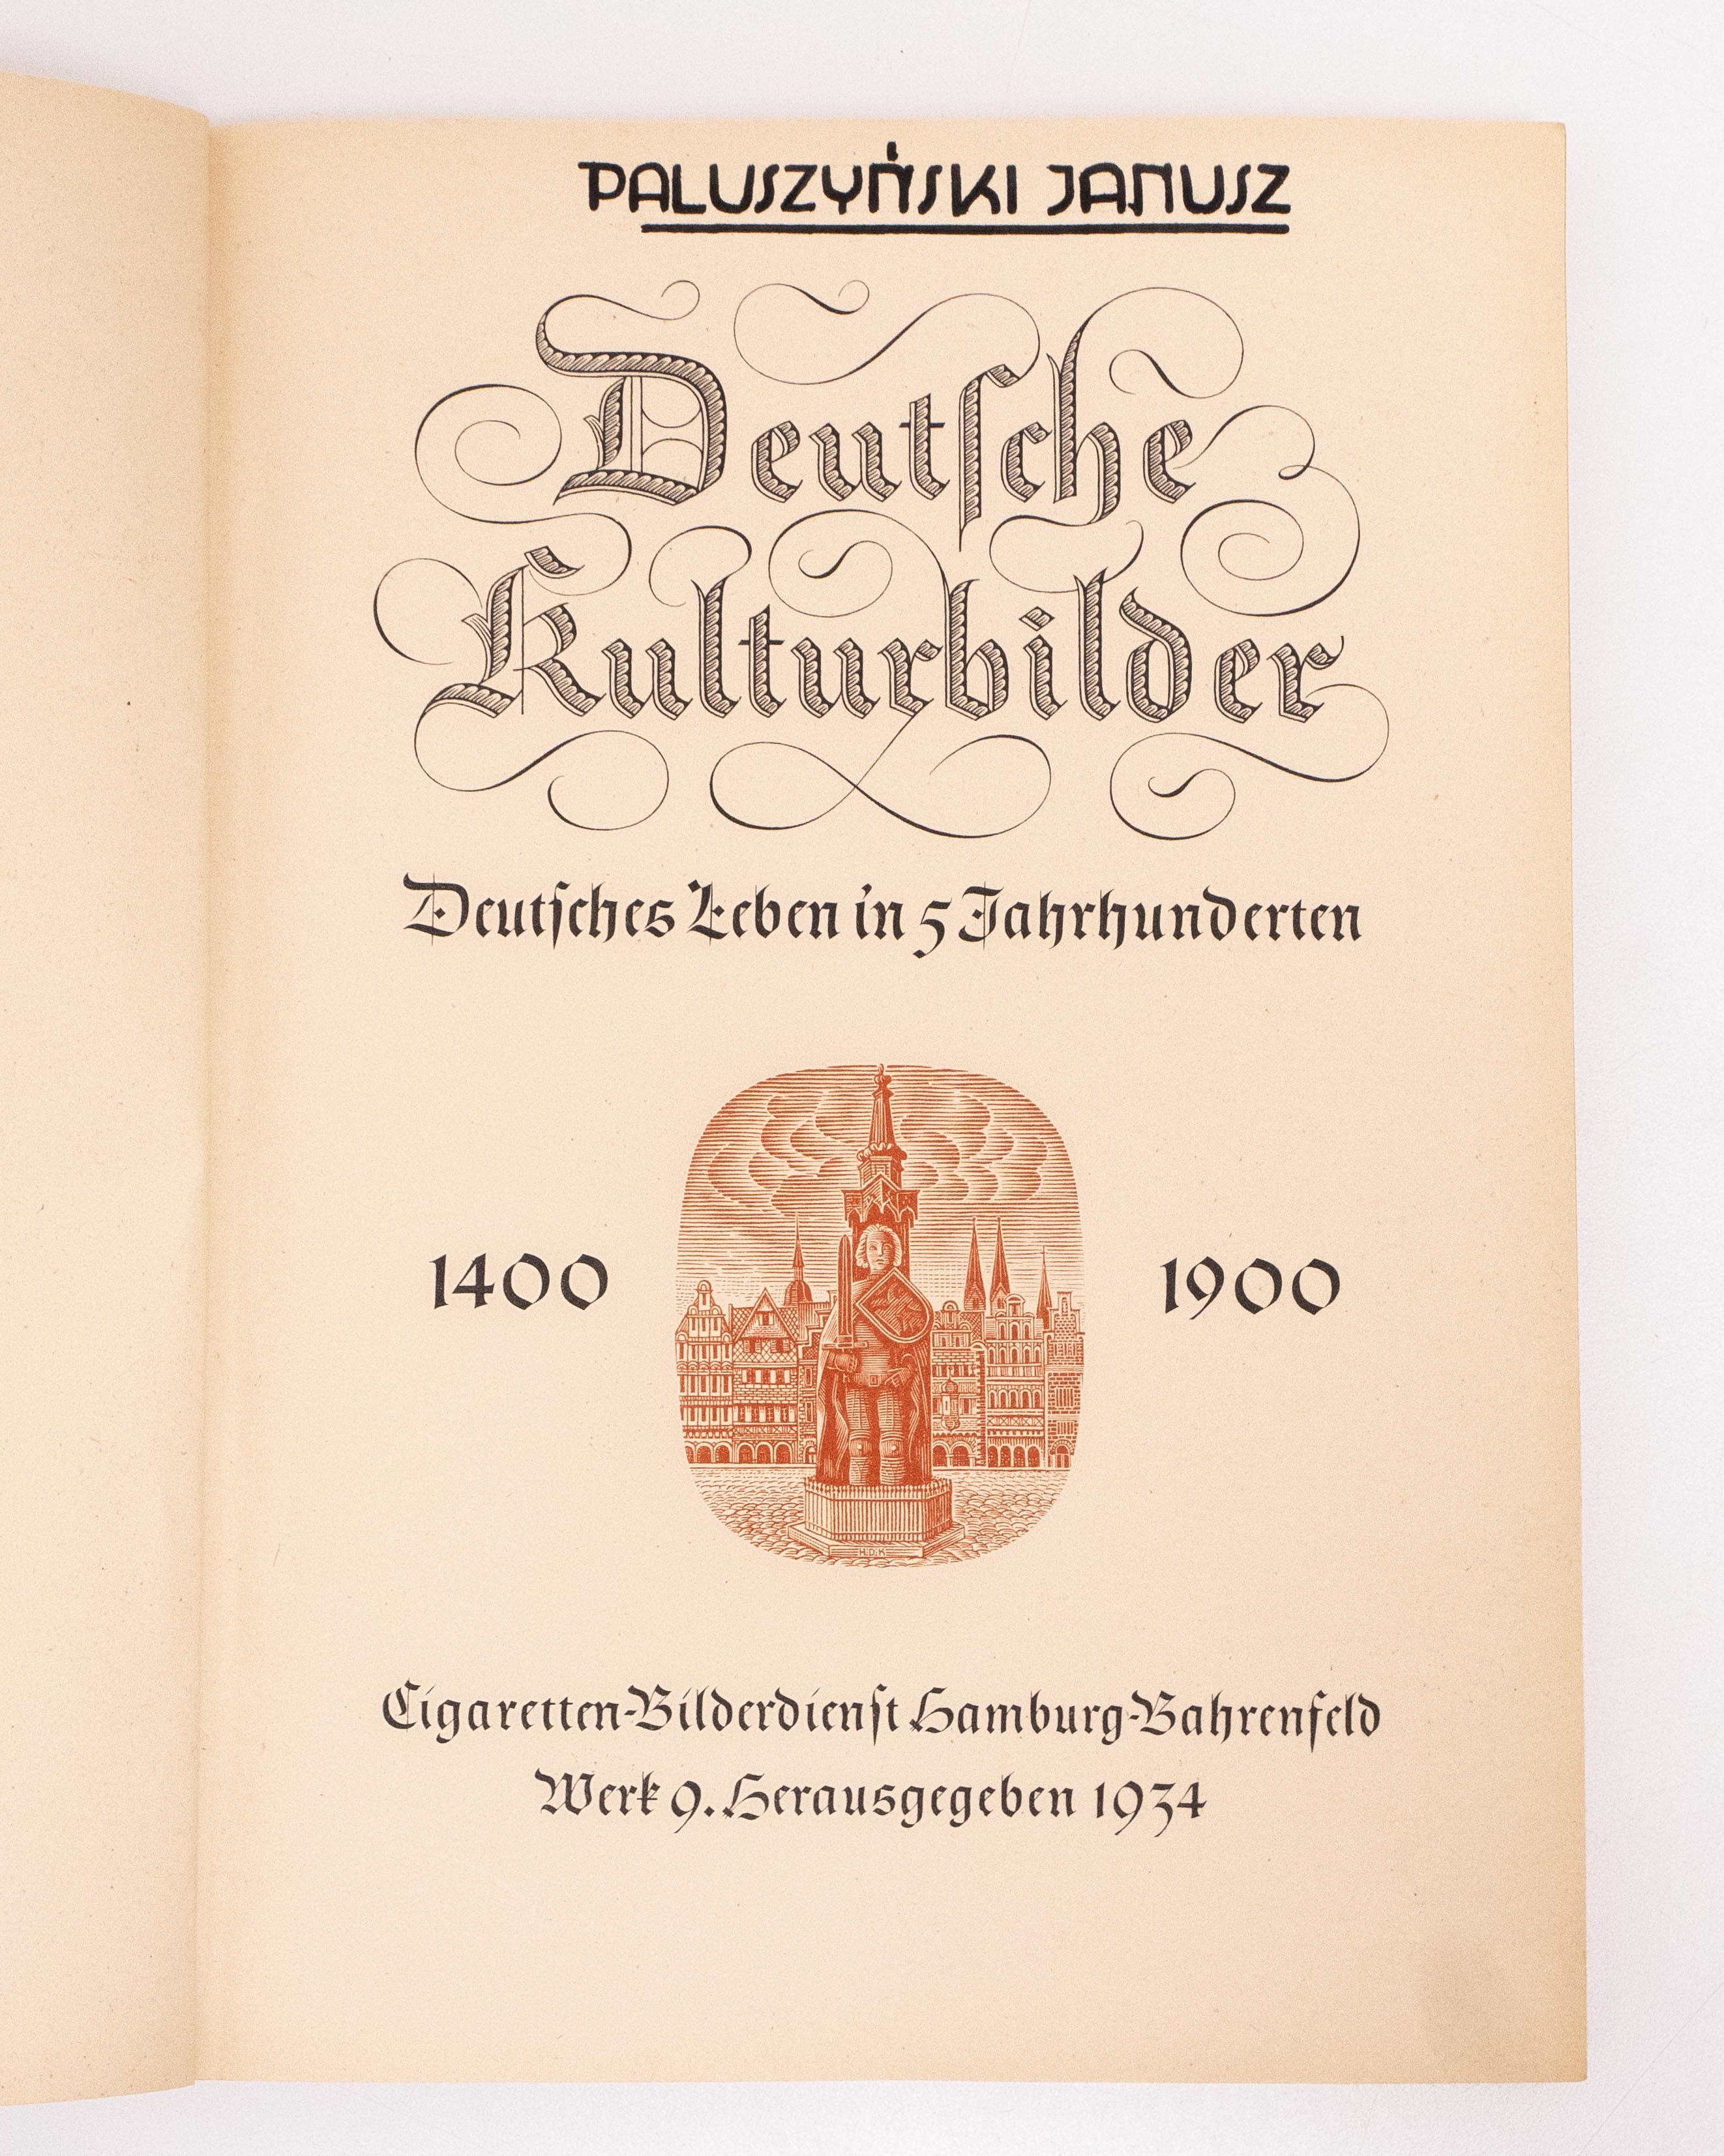 PALUSZYŃSKI JANUSZ
Deutſche
Kulturbilder
Deutſches Leben in 5 Jahrhunderten
1400 1900
H.D.K
Cigaretten-Bilderdienſt Hamburg-Bahrenfeld
Werk 9. Herausgegeben 1934